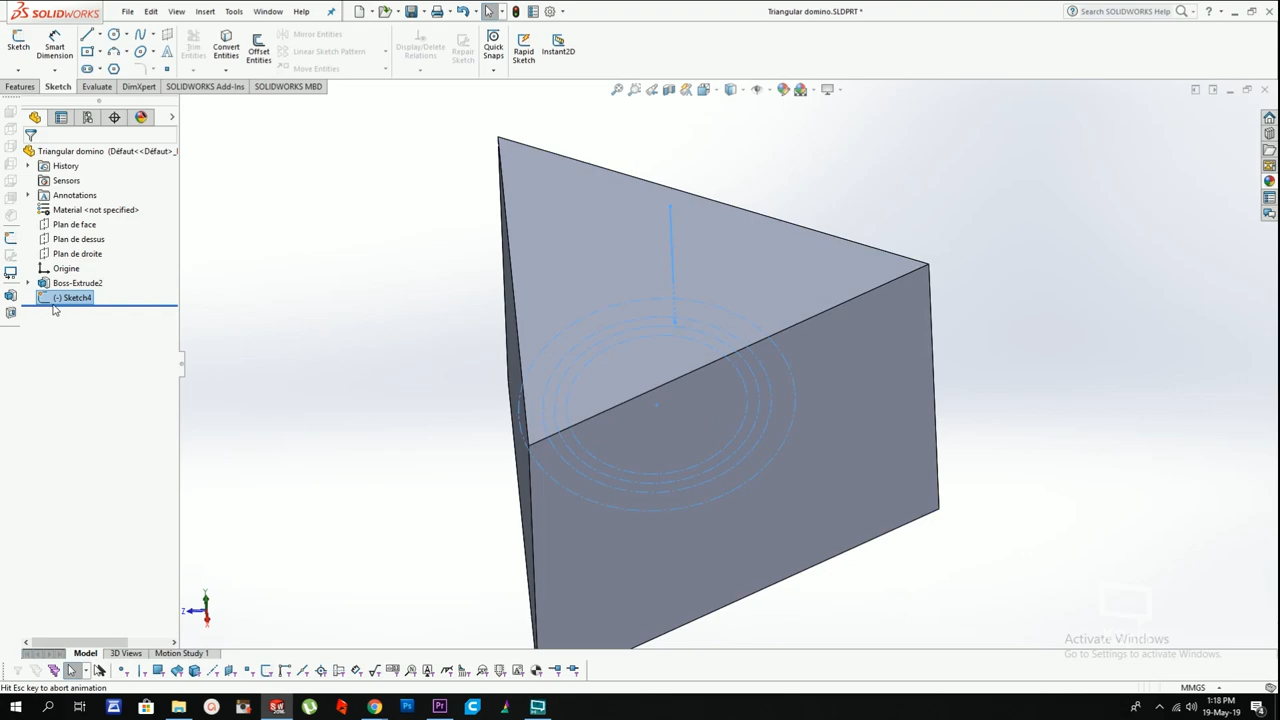 SOLIDWORKS File Edit View Insert Tools Window Help Triangular domino.SLDPRT * Search SOLIDWORKS Help
Sketch Smart Dimension Trim Entities Convert Entities Offset Entities Mirror Entities Linear Sketch Pattern Move Entities Display/Delete Relations Repair Sketch Quick Snaps Rapid Sketch Instant2D
Features Sketch Evaluate DimXpert SOLIDWORKS Add-Ins SOLIDWORKS MBD
Triangular domino (Défaut<<Défaut>_
History
Sensors
Annotations
Material <not specified>
Plan de face
Plan de dessus
Plan de droite
Origine
Boss-Extrude2
(-) Sketch4
Y
Z
Activate Windows
Go to Settings to activate Windows.
Model 3D Views Motion Study 1
Hit Esc key to abort animation MMGS
1:18 PM
19-May-19